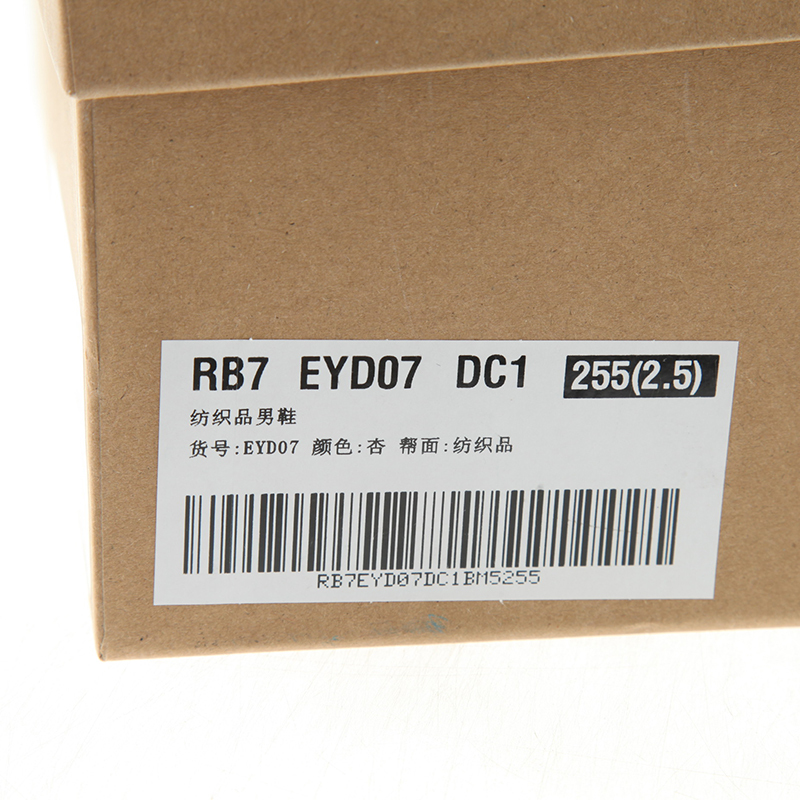 RB7 EYD07 DC1 255(2.5)
纺织品男鞋
货号:EYD07 颜色:杏 帮面:纺织品
RB7EYD07DC1BM5255